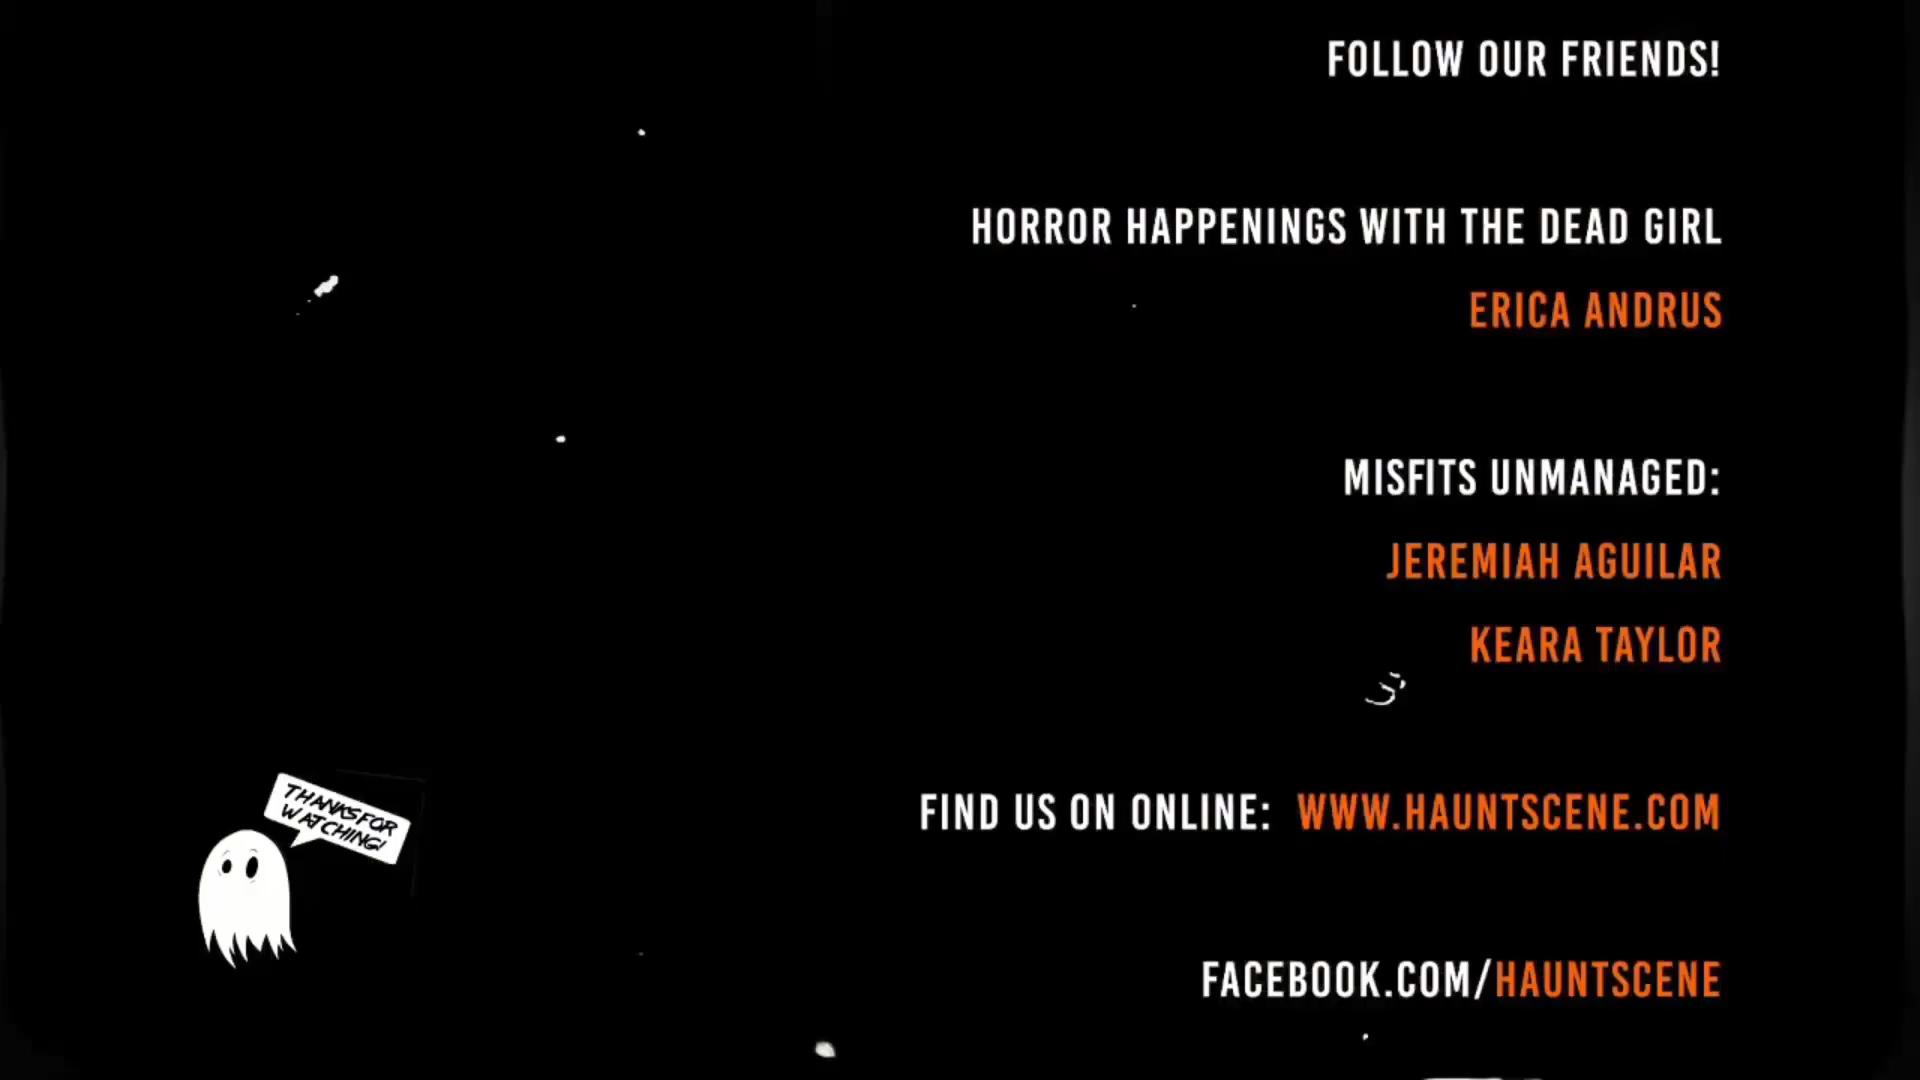 FOLLOW OUR FRIENDS!
HORROR HAPPENINGS WITH THE DEAD GIRL
ERICA ANDRUS
MISFITS UNMANAGED:
JEREMIAH AGUILAR
KEARA TAYLOR
THANKS FOR
WATCHING!
FIND US ON ONLINE: WWW.HAUNTSCENE.COM
FACEBOOK.COM/HAUNTSCENE